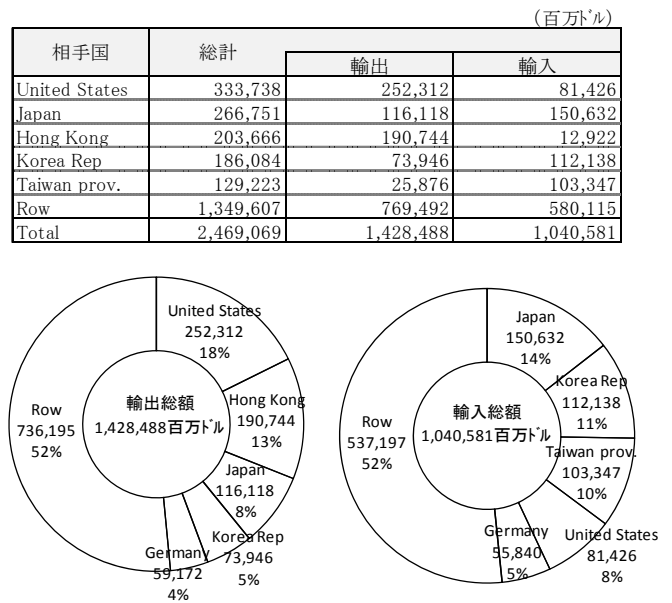 (百万ﾄﾞﾙ)
相手国 総計
輸出 輸入
United States 333,738 252,312 81,426
Japan 266,751 116,118 150,632
Hong Kong 203,666 190,744 12,922
Korea Rep 186,084 73,946 112,138
Taiwan prov. 129,223 25,876 103,347
Row 1,349,607 769,492 580,115
Total 2,469,069 1,428,488 1,040,581
United States
252,312
18%
Hong Kong
190,744
13%
Japan
116,118
8%
Korea Rep
73,946
5%
Germany
59,172
4%
Row
736,195
52%
輸出総額
1,428,488百万ﾄﾞﾙ
Japan
150,632
14%
Korea Rep
112,138
11%
Taiwan prov.
103,347
10%
United States
81,426
8%
Germany
55,840
5%
Row
537,197
52%
輸入総額
1,040,581百万ﾄﾞﾙ